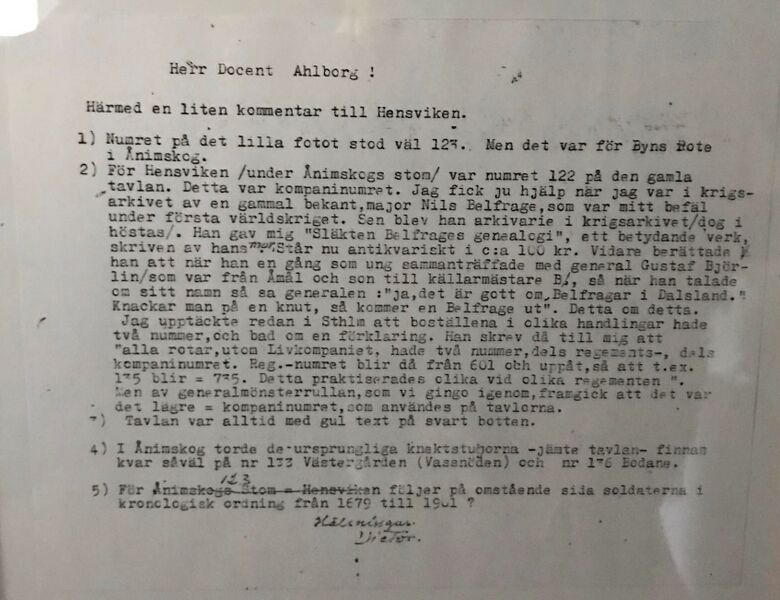 Herr Docent Ahlborg !
Härmed en liten kommentar till Hensviken.
1) Numret på det lilla fotot stod väl 123. Men det var för Byns Rote
i Ånimskog.
2) För Hensviken /under Ånimskogs stom/ var numret 122 på den gamla
tavlan. Detta var kompaninumret. Jag fick ju hjälp när jag var i krigs-
arkivet av en gammal bekant,major Nils Belfrage,som var mitt befäl
under första världskriget. Sen blev han arkivarie i krigsarkivet/dog i
höstas/. Han gav mig "Släkten Belfrages genealogi", ett betydande verk,
skriven av hans mor. Står nu antikvariskt i c:a 100 kr. Vidare berättade
han att när han en gång som ung sammanträffade med general Gustaf Björ-
lin/som var från Åmål och son till källarmästare B/, så när han talade
om sitt namn så sa generalen :"ja,det är gott om Belfragar i Dalsland."
Knackar man på en knut, så kommer en Belfrage ut". Detta om detta.
Jag upptäckte redan i Sthlm att boställena i olika handlingar hade
två nummer,och bad om en förklaring. Han skrev då till mig att
"alla rotar,utom Livkompaniet, hade två nummer,dels regements-, dels
kompaninumret. Reg.-numret blir då från 601 och uppåt,så att t.ex.
135 blir = 735. Detta praktiserades olika vid olika regementen ".
Men av generalmönsterrullan,som vi gingo igenom,framgick att det var
det lägre = kompaninumret,som användes på tavlorna.
3) Tavlan var alltid med gul text på svart botten.
4) I Ånimskog torde de ursprungliga knektstugorna -jämte tavlan- finnas
kvar såväl på nr 133 Västergården (Vassnöden) och nr 136 Bodane.
123
5) För Ånimskogs Stom = Hensviken följer på omstående sida soldaterna i
kronologisk ordning från 1679 till 1901 ?
Hälsningar.